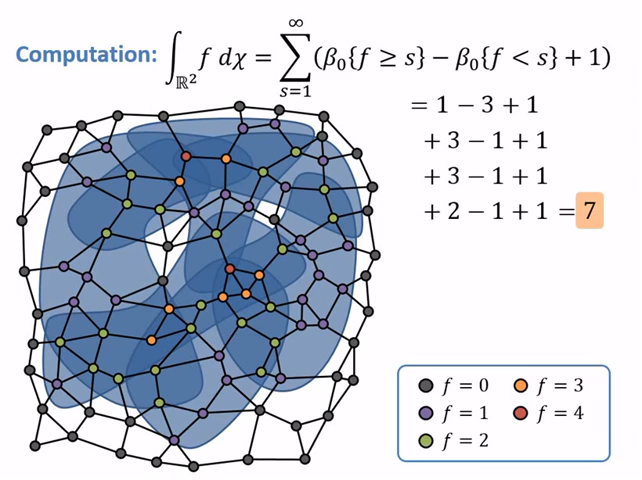 Computation: ∫_{ℝ²} f dχ = ∑_{s=1}^{∞} (β₀{f ≥ s} − β₀{f < s} + 1)
= 1 − 3 + 1
+ 3 − 1 + 1
+ 3 − 1 + 1
+ 2 − 1 + 1 = 7
f = 0 f = 3
f = 1 f = 4
f = 2